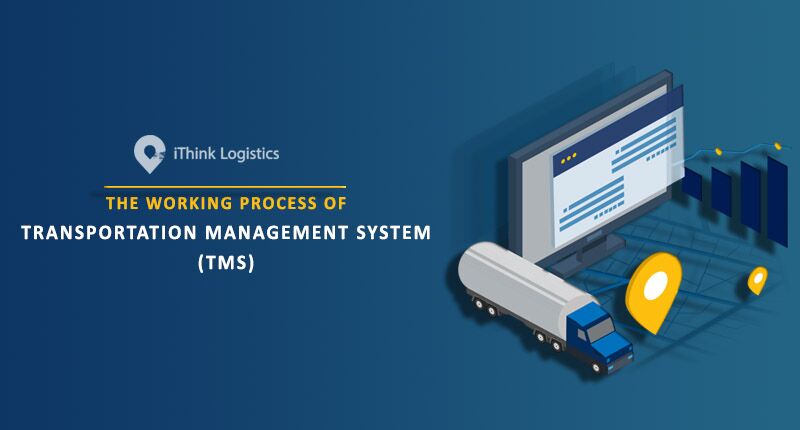 iThink Logistics
THE WORKING PROCESS OF
TRANSPORTATION MANAGEMENT SYSTEM
(TMS)